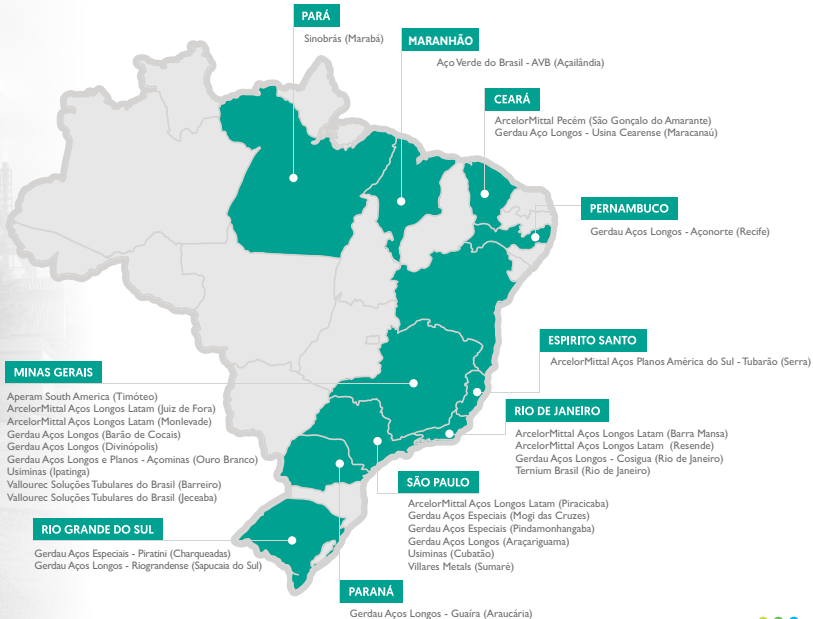 PARÁ
Sinobrás (Marabá)
MARANHÃO
Aço Verde do Brasil - AVB (Açailândia)
CEARÁ
ArcelorMittal Pecém (São Gonçalo do Amarante)
Gerdau Aço Longos - Usina Cearense (Maracanaú)
PERNAMBUCO
Gerdau Aços Longos - Açonorte (Recife)
ESPIRITO SANTO
ArcelorMittal Aços Planos América do Sul - Tubarão (Serra)
MINAS GERAIS
Aperam South America (Timóteo)
ArcelorMittal Aços Longos Latam (Juiz de Fora)
ArcelorMittal Aços Longos Latam (Monlevade)
Gerdau Aços Longos (Barão de Cocais)
Gerdau Aços Longos (Divinópolis)
Gerdau Aços Longos e Planos - Açominas (Ouro Branco)
Usiminas (Ipatinga)
Vallourec Soluções Tubulares do Brasil (Barreiro)
Vallourec Soluções Tubulares do Brasil (Jeceaba)
RIO DE JANEIRO
ArcelorMittal Aços Longos Latam (Barra Mansa)
ArcelorMittal Aços Longos Latam (Resende)
Gerdau Aços Longos - Cosigua (Rio de Janeiro)
Ternium Brasil (Rio de Janeiro)
SÃO PAULO
ArcelorMittal Aços Longos Latam (Piracicaba)
Gerdau Aços Especiais (Mogi das Cruzes)
Gerdau Aços Especiais (Pindamonhangaba)
Gerdau Aços Longos (Araçariguama)
Usiminas (Cubatão)
Villares Metals (Sumaré)
RIO GRANDE DO SUL
Gerdau Aços Especiais - Piratini (Charqueadas)
Gerdau Aços Longos - Riograndense (Sapucaia do Sul)
PARANÁ
Gerdau Aços Longos - Guaíra (Araucária)